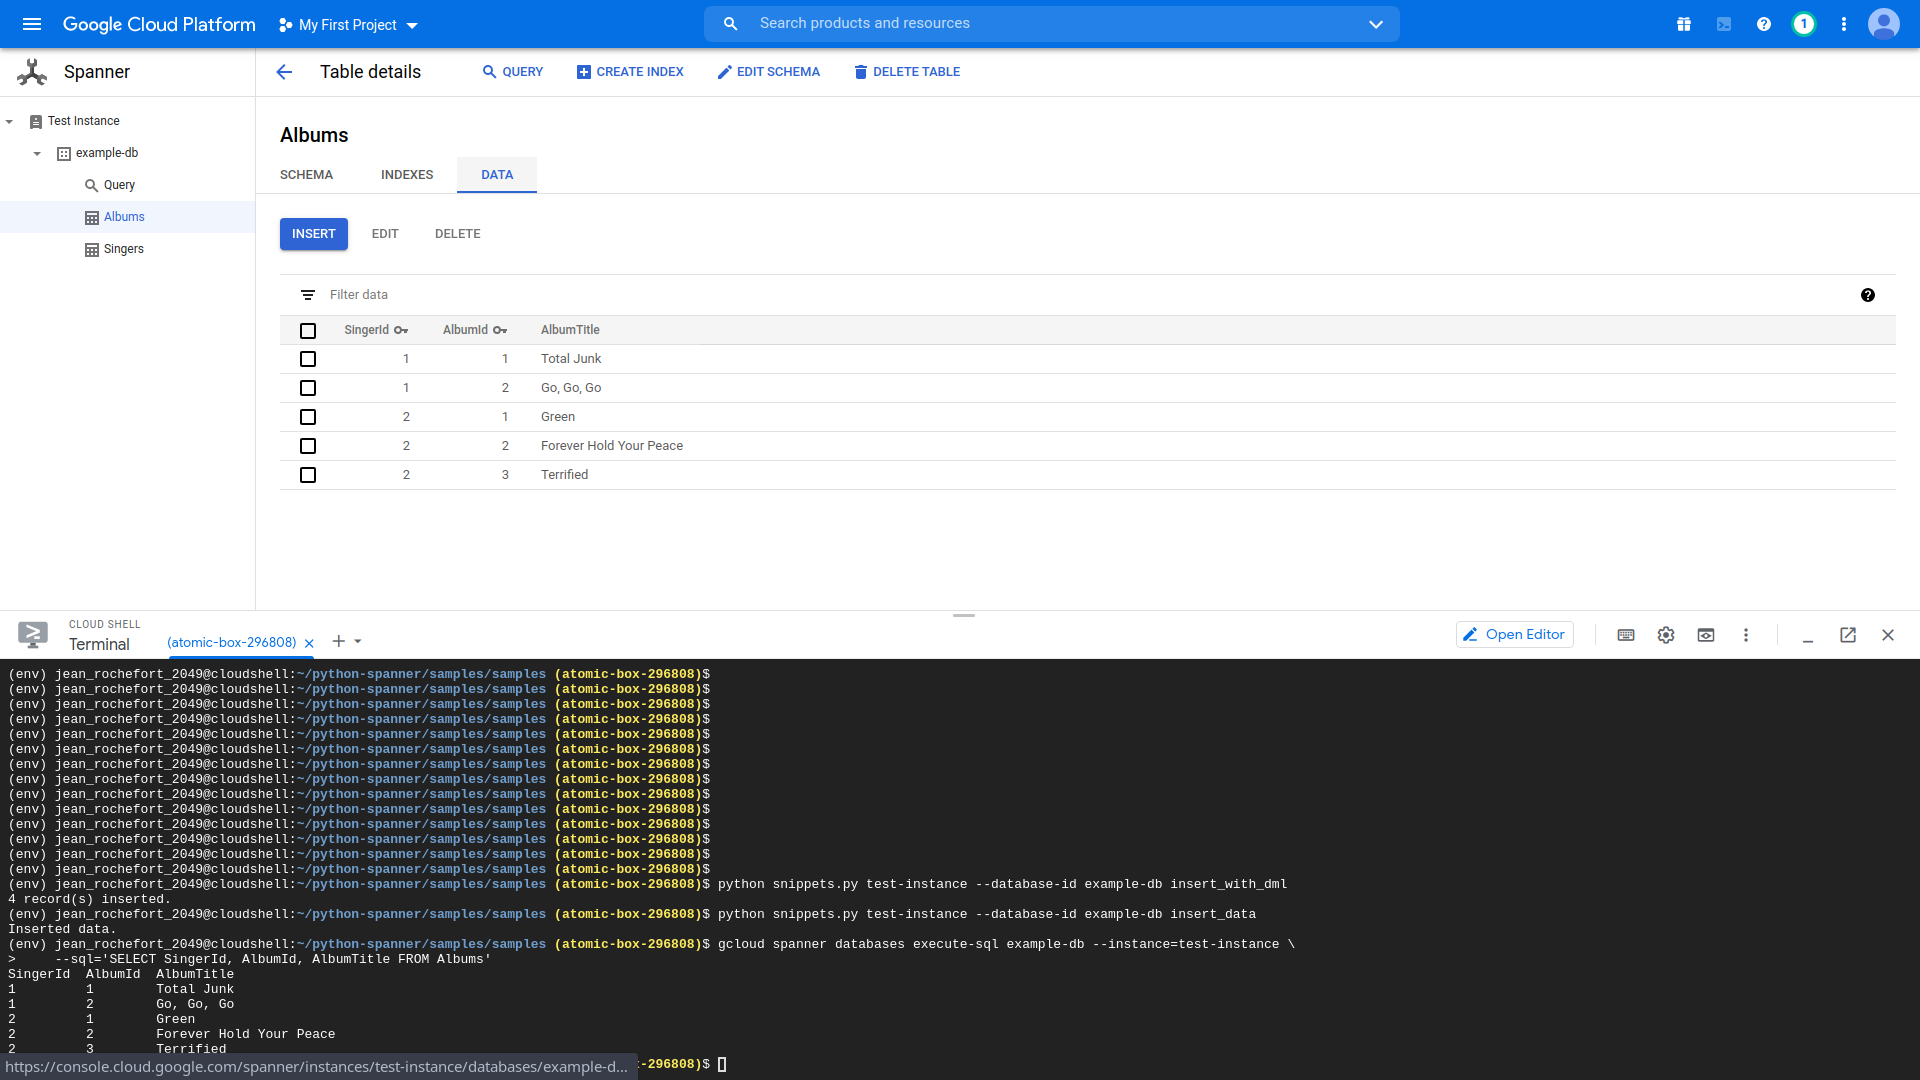 Google Cloud Platform My First Project Search products and resources 1
Spanner
Table details QUERY CREATE INDEX EDIT SCHEMA DELETE TABLE
Test Instance
example-db
Query
Albums
Singers
Albums
SCHEMA INDEXES DATA
INSERT EDIT DELETE
Filter data
SingerId AlbumId AlbumTitle
1 1 Total Junk
1 2 Go, Go, Go
2 1 Green
2 2 Forever Hold Your Peace
2 3 Terrified
CLOUD SHELL
Terminal (atomic-box-296808) Open Editor
(env) jean_rochefort_2049@cloudshell:~/python-spanner/samples/samples (atomic-box-296808)$
(env) jean_rochefort_2049@cloudshell:~/python-spanner/samples/samples (atomic-box-296808)$
(env) jean_rochefort_2049@cloudshell:~/python-spanner/samples/samples (atomic-box-296808)$
(env) jean_rochefort_2049@cloudshell:~/python-spanner/samples/samples (atomic-box-296808)$
(env) jean_rochefort_2049@cloudshell:~/python-spanner/samples/samples (atomic-box-296808)$
(env) jean_rochefort_2049@cloudshell:~/python-spanner/samples/samples (atomic-box-296808)$
(env) jean_rochefort_2049@cloudshell:~/python-spanner/samples/samples (atomic-box-296808)$
(env) jean_rochefort_2049@cloudshell:~/python-spanner/samples/samples (atomic-box-296808)$
(env) jean_rochefort_2049@cloudshell:~/python-spanner/samples/samples (atomic-box-296808)$
(env) jean_rochefort_2049@cloudshell:~/python-spanner/samples/samples (atomic-box-296808)$
(env) jean_rochefort_2049@cloudshell:~/python-spanner/samples/samples (atomic-box-296808)$
(env) jean_rochefort_2049@cloudshell:~/python-spanner/samples/samples (atomic-box-296808)$
(env) jean_rochefort_2049@cloudshell:~/python-spanner/samples/samples (atomic-box-296808)$
(env) jean_rochefort_2049@cloudshell:~/python-spanner/samples/samples (atomic-box-296808)$
(env) jean_rochefort_2049@cloudshell:~/python-spanner/samples/samples (atomic-box-296808)$ python snippets.py test-instance --database-id example-db insert_with_dml
4 record(s) inserted.
(env) jean_rochefort_2049@cloudshell:~/python-spanner/samples/samples (atomic-box-296808)$ python snippets.py test-instance --database-id example-db insert_data
Inserted data.
(env) jean_rochefort_2049@cloudshell:~/python-spanner/samples/samples (atomic-box-296808)$ gcloud spanner databases execute-sql example-db --instance=test-instance \
> --sql='SELECT SingerId, AlbumId, AlbumTitle FROM Albums'
SingerId AlbumId AlbumTitle
1 1 Total Junk
1 2 Go, Go, Go
2 1 Green
2 2 Forever Hold Your Peace
2 3 Terrified
https://console.cloud.google.com/spanner/instances/test-instance/databases/example-d... -296808)$